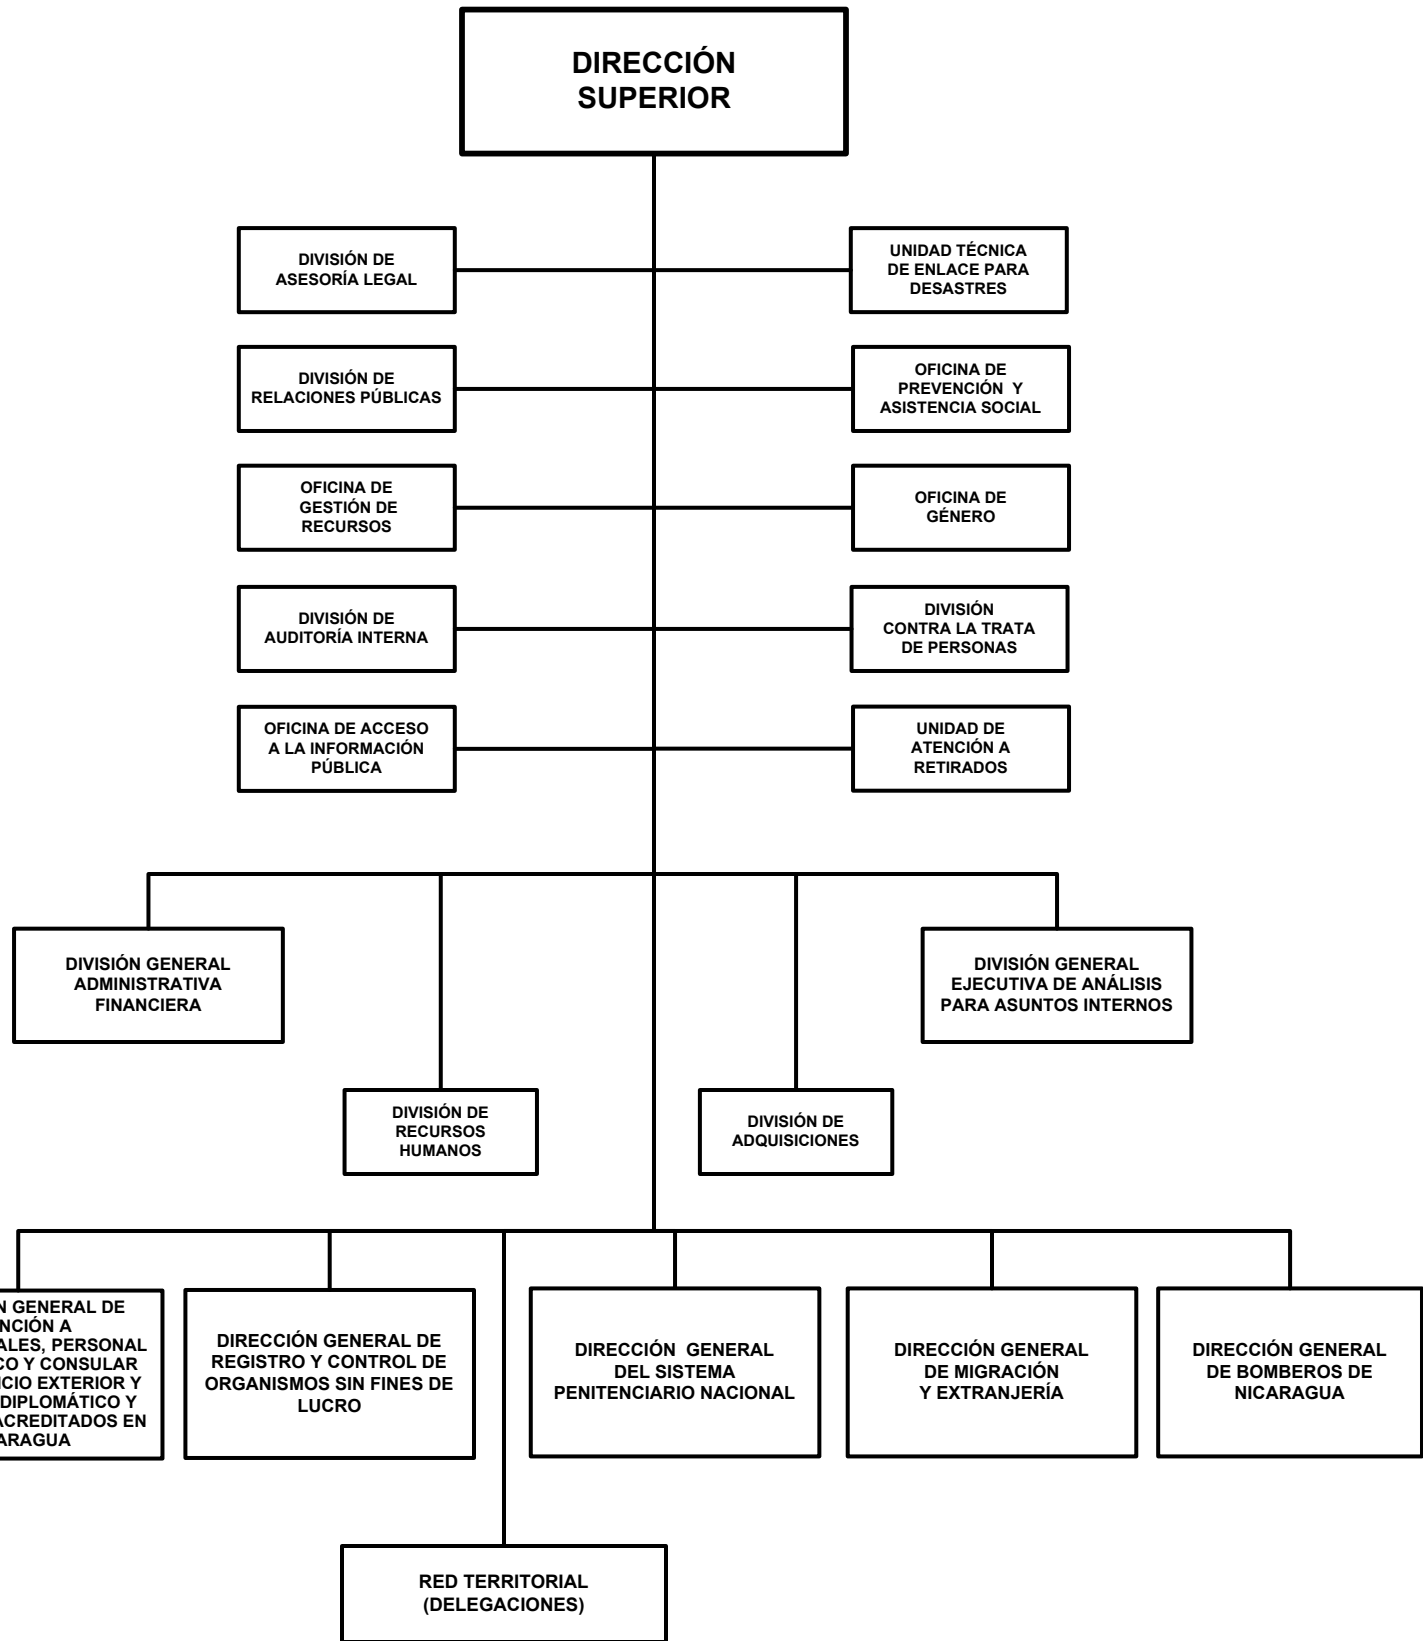 DIRECCIÓN
SUPERIOR
DIVISIÓN DE
ASESORÍA LEGAL
UNIDAD TÉCNICA
DE ENLACE PARA
DESASTRES
DIVISIÓN DE
RELACIONES PÚBLICAS
OFICINA DE
PREVENCIÓN Y
ASISTENCIA SOCIAL
OFICINA DE
GESTIÓN DE
RECURSOS
OFICINA DE
GÉNERO
DIVISIÓN DE
AUDITORÍA INTERNA
DIVISIÓN
CONTRA LA TRATA
DE PERSONAS
OFICINA DE ACCESO
A LA INFORMACIÓN
PÚBLICA
UNIDAD DE
ATENCIÓN A
RETIRADOS
DIVISIÓN GENERAL
ADMINISTRATIVA
FINANCIERA
DIVISIÓN GENERAL
EJECUTIVA DE ANÁLISIS
PARA ASUNTOS INTERNOS
DIVISIÓN DE
RECURSOS
HUMANOS
DIVISIÓN DE
ADQUISICIONES
GENERAL DE
A
PERSONAL
Y CONSULAR
EXTERIOR Y
DIPLOMÁTICO Y
ACREDITADOS EN
DIRECCIÓN GENERAL DE
REGISTRO Y CONTROL DE
ORGANISMOS SIN FINES DE
LUCRO
DIRECCIÓN GENERAL
DEL SISTEMA
PENITENCIARIO NACIONAL
DIRECCIÓN GENERAL
DE MIGRACIÓN
Y EXTRANJERÍA
DIRECCIÓN GENERAL
DE BOMBEROS DE
NICARAGUA
RED TERRITORIAL
(DELEGACIONES)